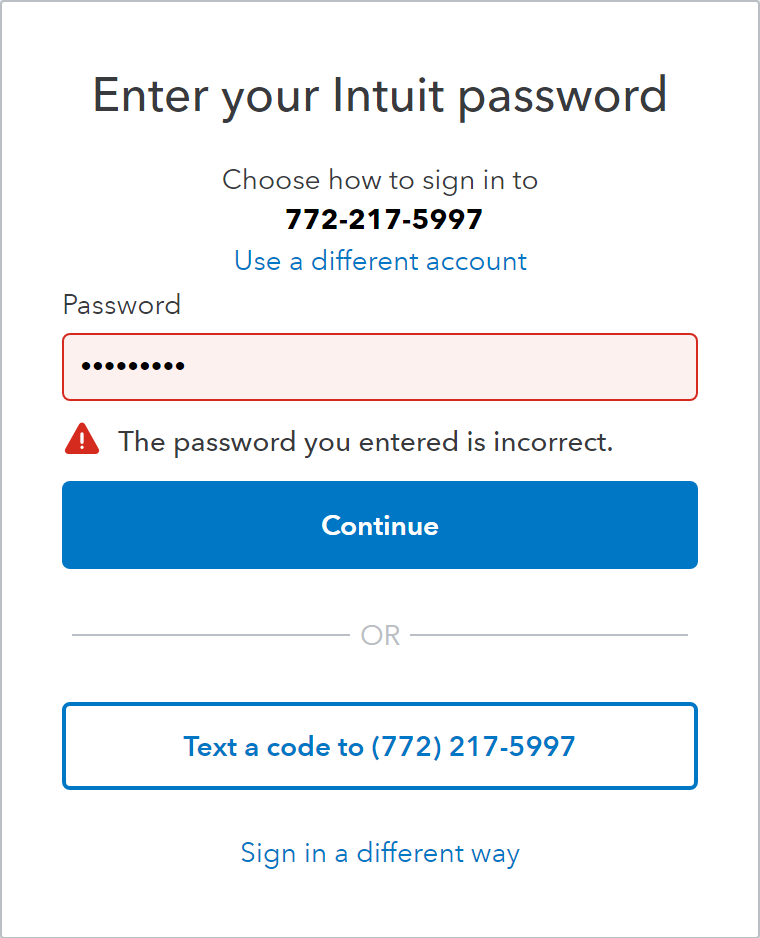 Enter your Intuit password
Choose how to sign in to
772-217-5997
Use a different account
Password
•••••••••
The password you entered is incorrect.
Continue
OR
Text a code to (772) 217-5997
Sign in a different way